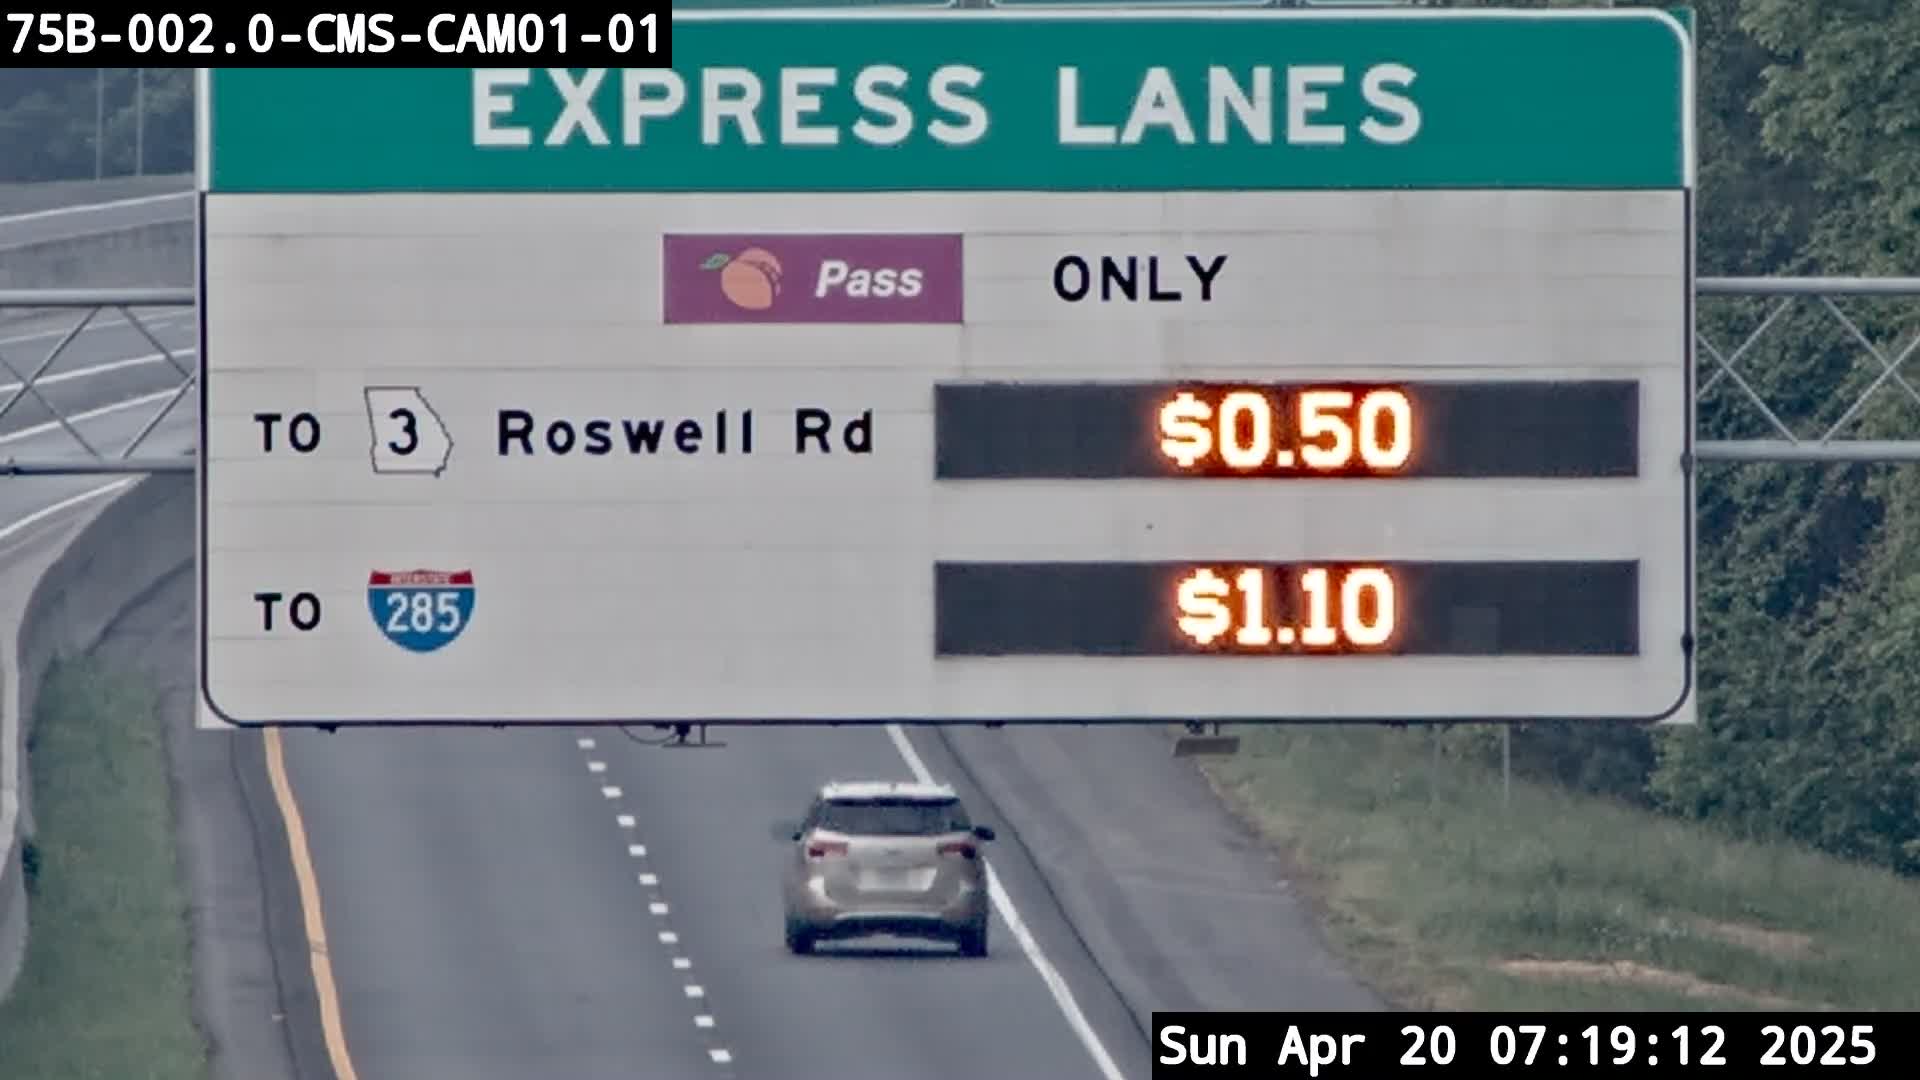 75B-002.0-CMS-CAM01-01
EXPRESS LANES
Pass ONLY
TO 3 Roswell Rd $0.50
TO INTERSTATE 285 $1.10
Sun Apr 20 07:19:12 2025